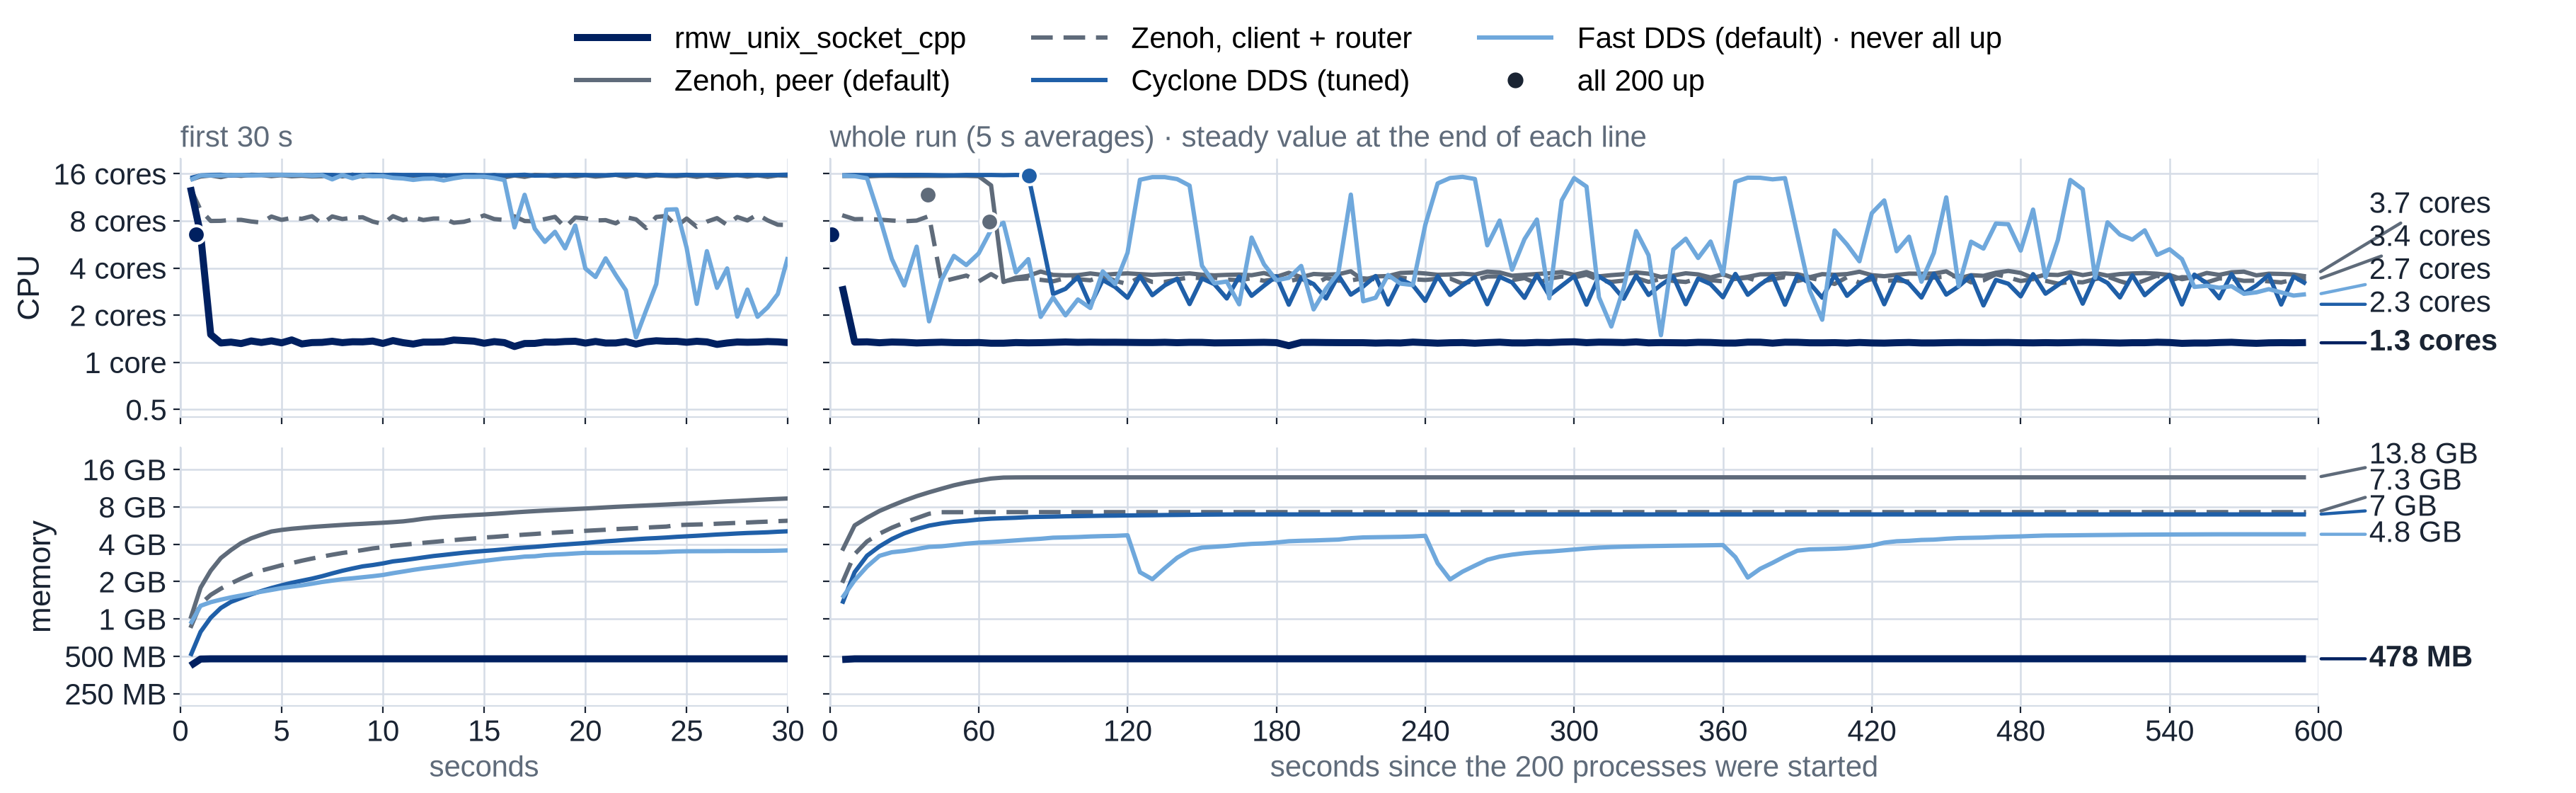 rmw_unix_socket_cpp
Zenoh, peer (default)
Zenoh, client + router
Cyclone DDS (tuned)
Fast DDS (default) · never all up
all 200 up
first 30 s
whole run (5 s averages) · steady value at the end of each line
CPU
16 cores
8 cores
4 cores
2 cores
1 core
0.5
3.7 cores
3.4 cores
2.7 cores
2.3 cores
1.3 cores
memory
16 GB
8 GB
4 GB
2 GB
1 GB
500 MB
250 MB
13.8 GB
7.3 GB
7 GB
4.8 GB
478 MB
0 5 10 15 20 25 30
0 60 120 180 240 300 360 420 480 540 600
seconds
seconds since the 200 processes were started